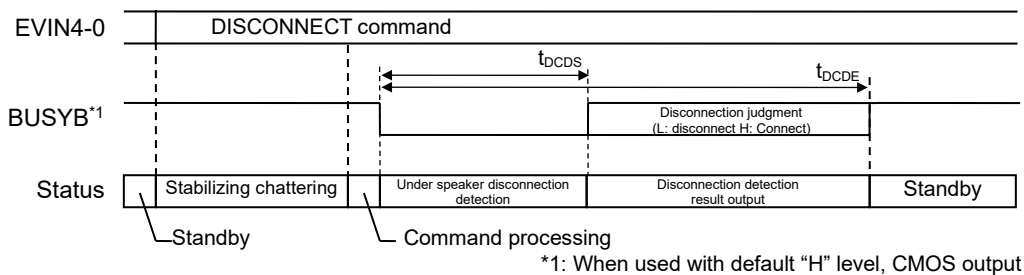 EVIN4-0 DISCONNECT command
tDCDS
tDCDE
BUSYB*1
Disconnection judgment
(L: disconnect H: Connect)
Status
Stabilizing chattering
Under speaker disconnection
detection
Disconnection detection
result output
Standby
Standby
Command processing
*1: When used with default “H” level, CMOS output